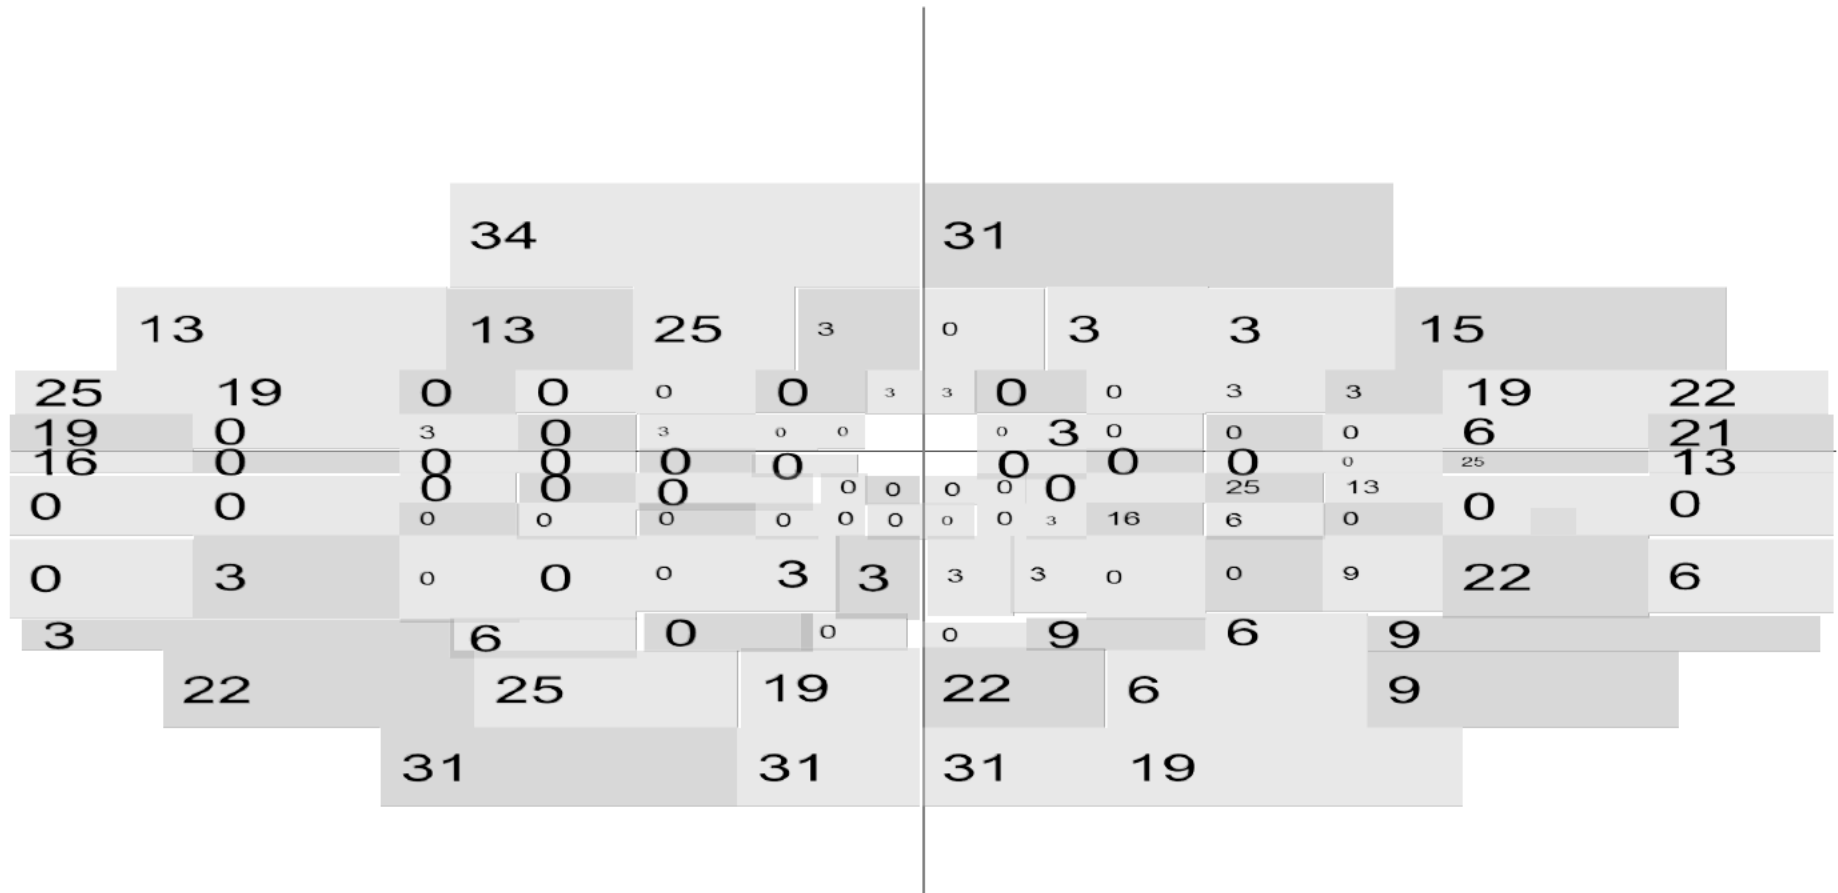 34 31
13 13 25 3 0 3 3 15
25 19 0 0 0 0 3 3 0 0 3 3 19 22
19 0 3 0 3 0 0 0 3 0 0 0 6 21
16 0 0 0 0 0 0 0 0 0 25 13
0 0 0 0 0 0 0 0 0 0 25 13 0 0
0 0 0 0 0 0 0 0 3 16 6 0
0 3 0 0 0 3 3 3 3 0 0 9 22 6
3 6 0 0 0 9 6 9
22 25 19 22 6 9
31 31 31 19